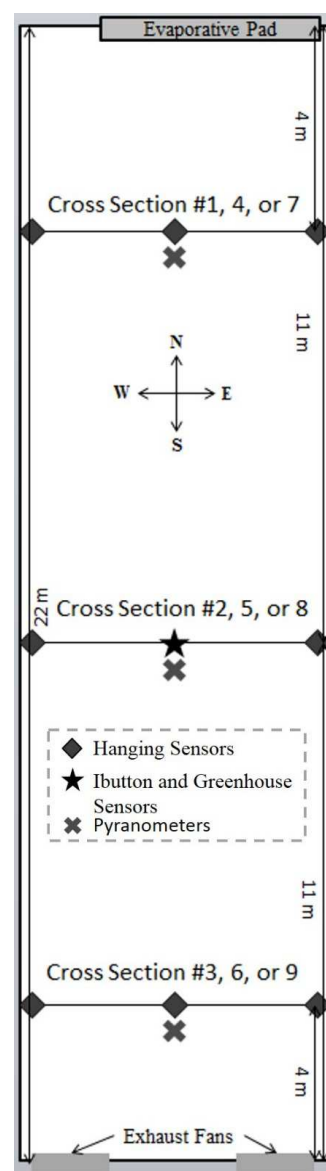 Evaporative Pad
4 m
Cross Section #1, 4, or 7
11 m
N
W E
S
22 m
Cross Section #2, 5, or 8
Hanging Sensors
Ibutton and Greenhouse
Sensors
Pyranometers
11 m
Cross Section #3, 6, or 9
4 m
Exhaust Fans